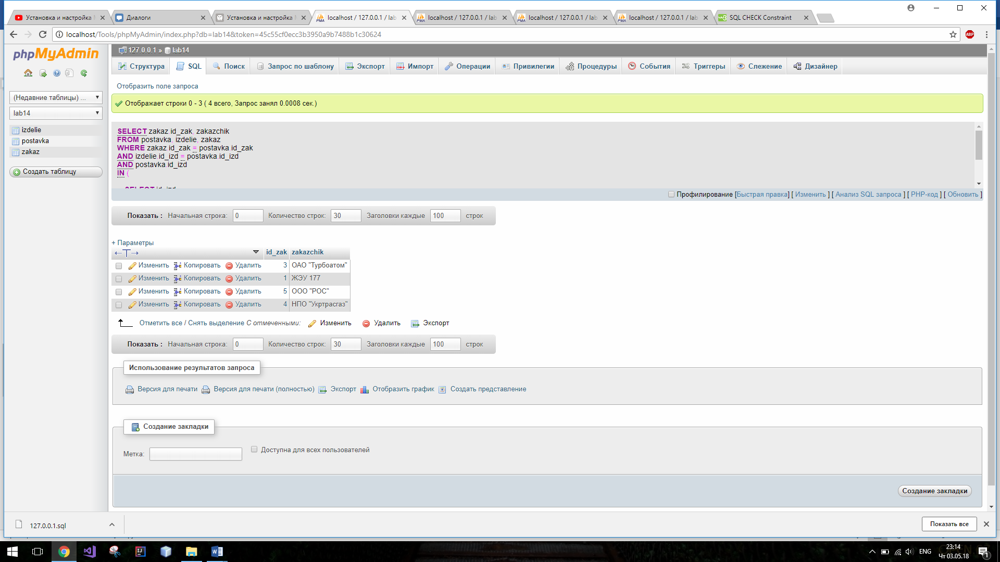 Установка и настройка
Диалоги
Установка и настройка
localhost / 127.0.0.1 / lab
localhost / 127.0.0.1 / lab
localhost / 127.0.0.1 / lab
localhost / 127.0.0.1 / lab
SQL CHECK Constraint
localhost/Tools/phpMyAdmin/index.php?db=lab14&token=45c55cf0ecc3b3950a9b7488b1c30624
ABP
phpMyAdmin
(Недавние таблицы) ...
lab14
izdelie
postavka
zakaz
Создать таблицу
127.0.0.1 » lab14
Структура SQL Поиск Запрос по шаблону Экспорт Импорт Операции Привилегии Процедуры События Триггеры Слежение Дизайнер
Отобразить поле запроса
Отображает строки 0 - 3 ( 4 всего, Запрос занял 0.0008 сек.)
SELECT zakaz.id_zak, zakazchik
FROM postavka, izdelie, zakaz
WHERE zakaz.id_zak = postavka.id_zak
AND izdelie.id_izd = postavka.id_izd
AND postavka.id_izd
IN (
SELECT id_izd
Профилирование [Быстрая правка] [ Изменить ] [ Анализ SQL запроса ] [ PHP-код ] [ Обновить ]
Показать : Начальная строка: 0 Количество строк: 30 Заголовки каждые 100 строк
+ Параметры
←T→ id_zak zakazchik
Изменить Копировать Удалить 3 ОАО "Турбоатом"
Изменить Копировать Удалить 1 ЖЭУ 177
Изменить Копировать Удалить 5 ООО "РОС"
Изменить Копировать Удалить 4 НПО "Укртрасгаз"
Отметить все / Снять выделение С отмеченными: Изменить Удалить Экспорт
Показать : Начальная строка: 0 Количество строк: 30 Заголовки каждые 100 строк
Использование результатов запроса
Версия для печати Версия для печати (полностью) Экспорт Отобразить график Создать представление
Создание закладки
Метка: Доступна для всех пользователей
Создание закладки
127.0.0.1.sql
Показать все
ENG
23:14
Чт 03.05.18
1